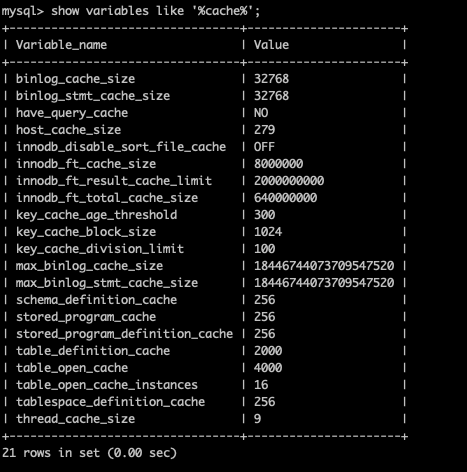 mysql> show variables like '%cache%';
+---------------------------------+----------------------+
| Variable_name                   | Value                |
+---------------------------------+----------------------+
| binlog_cache_size               | 32768                |
| binlog_stmt_cache_size          | 32768                |
| have_query_cache                | NO                   |
| host_cache_size                 | 279                  |
| innodb_disable_sort_file_cache  | OFF                  |
| innodb_ft_cache_size            | 8000000              |
| innodb_ft_result_cache_limit    | 2000000000           |
| innodb_ft_total_cache_size      | 640000000            |
| key_cache_age_threshold         | 300                  |
| key_cache_block_size            | 1024                 |
| key_cache_division_limit        | 100                  |
| max_binlog_cache_size           | 18446744073709547520 |
| max_binlog_stmt_cache_size      | 18446744073709547520 |
| schema_definition_cache         | 256                  |
| stored_program_cache            | 256                  |
| stored_program_definition_cache | 256                  |
| table_definition_cache          | 2000                 |
| table_open_cache                | 4000                 |
| table_open_cache_instances      | 16                   |
| tablespace_definition_cache     | 256                  |
| thread_cache_size               | 9                    |
+---------------------------------+----------------------+
21 rows in set (0.00 sec)